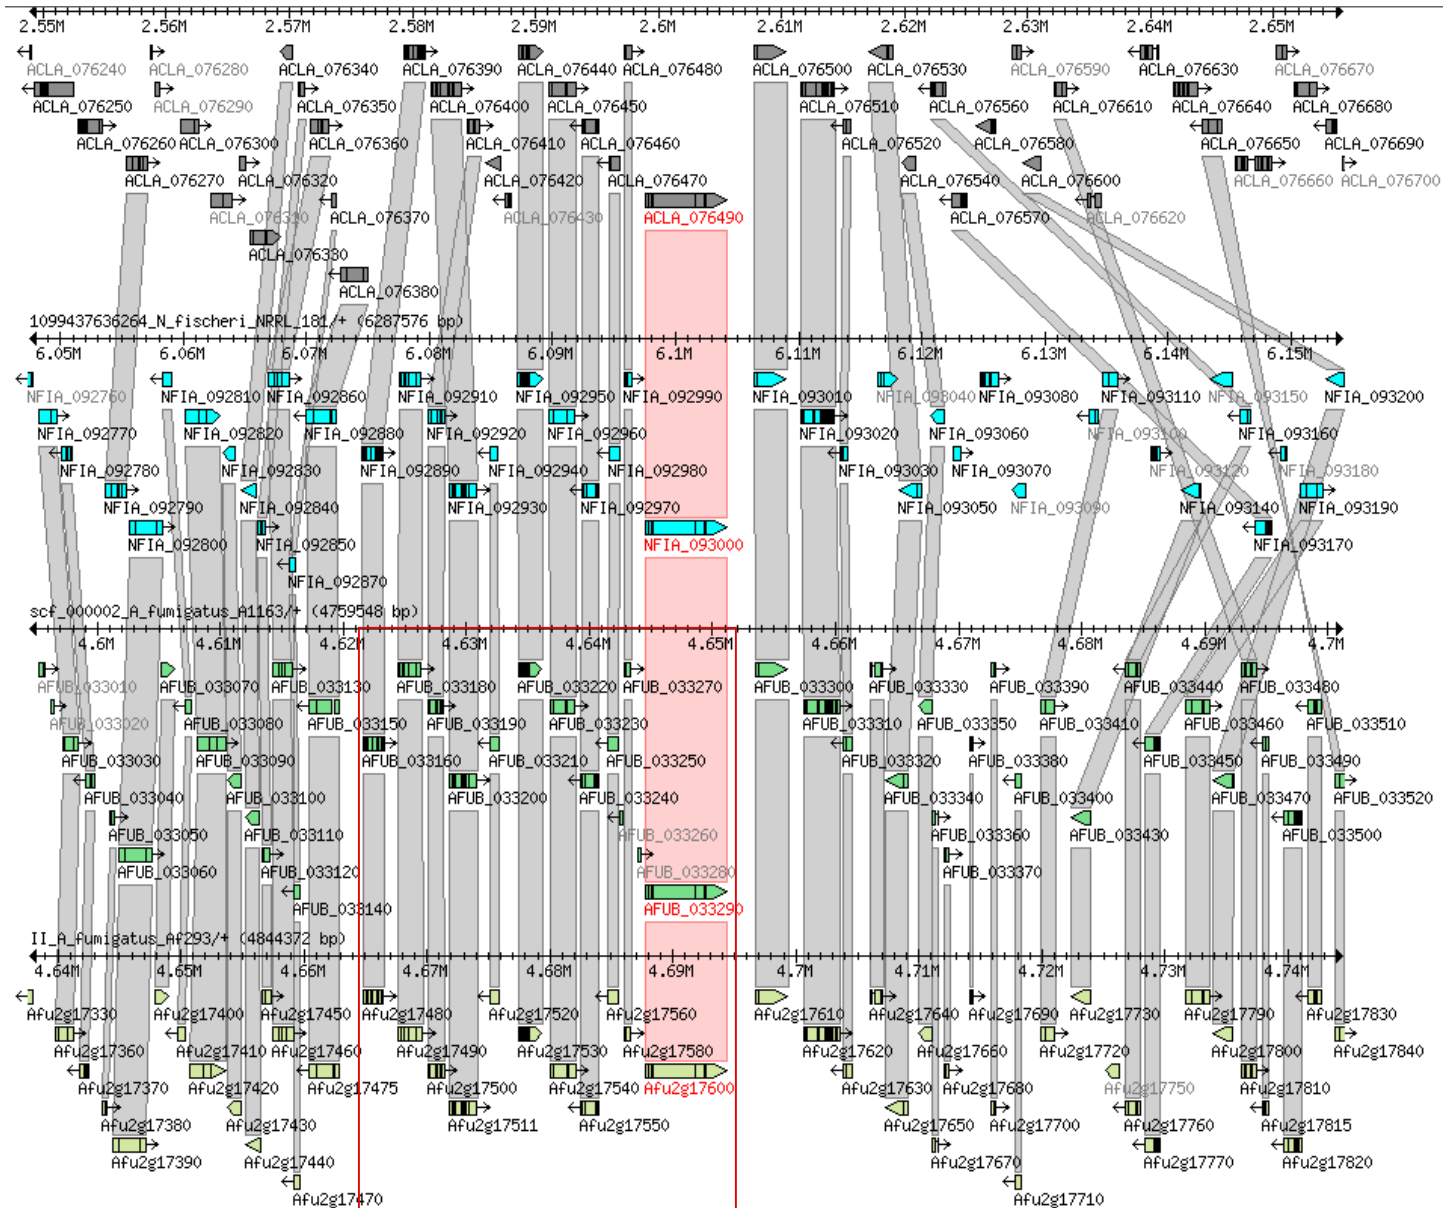 2.55M 2.56M 2.57M 2.58M 2.59M 2.6M 2.61M 2.62M 2.63M 2.64M 2.65M
ACLA_076240 ACLA_076280 ACLA_076340 ACLA_076390 ACLA_076440 ACLA_076480 ACLA_076500 ACLA_076530 ACLA_076590 ACLA_076630 ACLA_076670
ACLA_076250 ACLA_076290 ACLA_076350 ACLA_076400 ACLA_076450 ACLA_076510 ACLA_076560 ACLA_076610 ACLA_076640 ACLA_076680
ACLA_076260 ACLA_076300 ACLA_076360 ACLA_076410 ACLA_076460 ACLA_076520 ACLA_076580 ACLA_076650 ACLA_076690
ACLA_076270 ACLA_076320 ACLA_076420 ACLA_076470 ACLA_076540 ACLA_076600 ACLA_076660 ACLA_076700
ACLA_076370 ACLA_076430 ACLA_076490 ACLA_076570 ACLA_076620
ACLA_076330
ACLA_076380
1099437636264_N_fischeri_NRRL_181/+ (6287576 bp)
6.05M 6.06M 6.07M 6.08M 6.09M 6.1M 6.11M 6.12M 6.13M 6.14M 6.15M
NFIA_092760 NFIA_092810 NFIA_092860 NFIA_092910 NFIA_092950 NFIA_092990 NFIA_093010 NFIA_093040 NFIA_093080 NFIA_093110 NFIA_093150 NFIA_093200
NFIA_092770 NFIA_092820 NFIA_092880 NFIA_092920 NFIA_092960 NFIA_093020 NFIA_093060 NFIA_093100 NFIA_093160
NFIA_092780 NFIA_092830 NFIA_092890 NFIA_092940 NFIA_092980 NFIA_093030 NFIA_093070 NFIA_093120 NFIA_093180
NFIA_092790 NFIA_092840 NFIA_092930 NFIA_092970 NFIA_093050 NFIA_093090 NFIA_093140 NFIA_093190
NFIA_092800 NFIA_092850 NFIA_093000 NFIA_093170
NFIA_092870
scf_000002_A_fumigatus_A1163/+ (4759548 bp)
4.6M 4.61M 4.62M 4.63M 4.64M 4.65M 4.66M 4.67M 4.68M 4.69M 4.7M
AFUB_033010 AFUB_033070 AFUB_033130 AFUB_033180 AFUB_033220 AFUB_033270 AFUB_033300 AFUB_033330 AFUB_033390 AFUB_033440 AFUB_033480
AFUB_033020 AFUB_033080 AFUB_033150 AFUB_033190 AFUB_033230 AFUB_033310 AFUB_033350 AFUB_033410 AFUB_033460 AFUB_033510
AFUB_033030 AFUB_033090 AFUB_033160 AFUB_033210 AFUB_033250 AFUB_033320 AFUB_033380 AFUB_033450 AFUB_033490
AFUB_033040 AFUB_033100 AFUB_033200 AFUB_033240 AFUB_033340 AFUB_033400 AFUB_033470 AFUB_033520
AFUB_033050 AFUB_033110 AFUB_033260 AFUB_033360 AFUB_033430 AFUB_033500
AFUB_033060 AFUB_033120 AFUB_033280 AFUB_033370
AFUB_033140 AFUB_033290
II_A_fumigatus_Af293/+ (4844372 bp)
4.64M 4.65M 4.66M 4.67M 4.68M 4.69M 4.7M 4.71M 4.72M 4.73M 4.74M
Afu2g17330 Afu2g17400 Afu2g17450 Afu2g17480 Afu2g17520 Afu2g17560 Afu2g17610 Afu2g17640 Afu2g17690 Afu2g17730 Afu2g17790 Afu2g17830
Afu2g17360 Afu2g17410 Afu2g17460 Afu2g17490 Afu2g17530 Afu2g17580 Afu2g17620 Afu2g17660 Afu2g17720 Afu2g17800 Afu2g17840
Afu2g17370 Afu2g17420 Afu2g17475 Afu2g17500 Afu2g17540 Afu2g17600 Afu2g17630 Afu2g17680 Afu2g17750 Afu2g17810
Afu2g17380 Afu2g17430 Afu2g17511 Afu2g17550 Afu2g17650 Afu2g17700 Afu2g17760 Afu2g17815
Afu2g17390 Afu2g17440 Afu2g17670 Afu2g17770 Afu2g17820
Afu2g17470 Afu2g17710